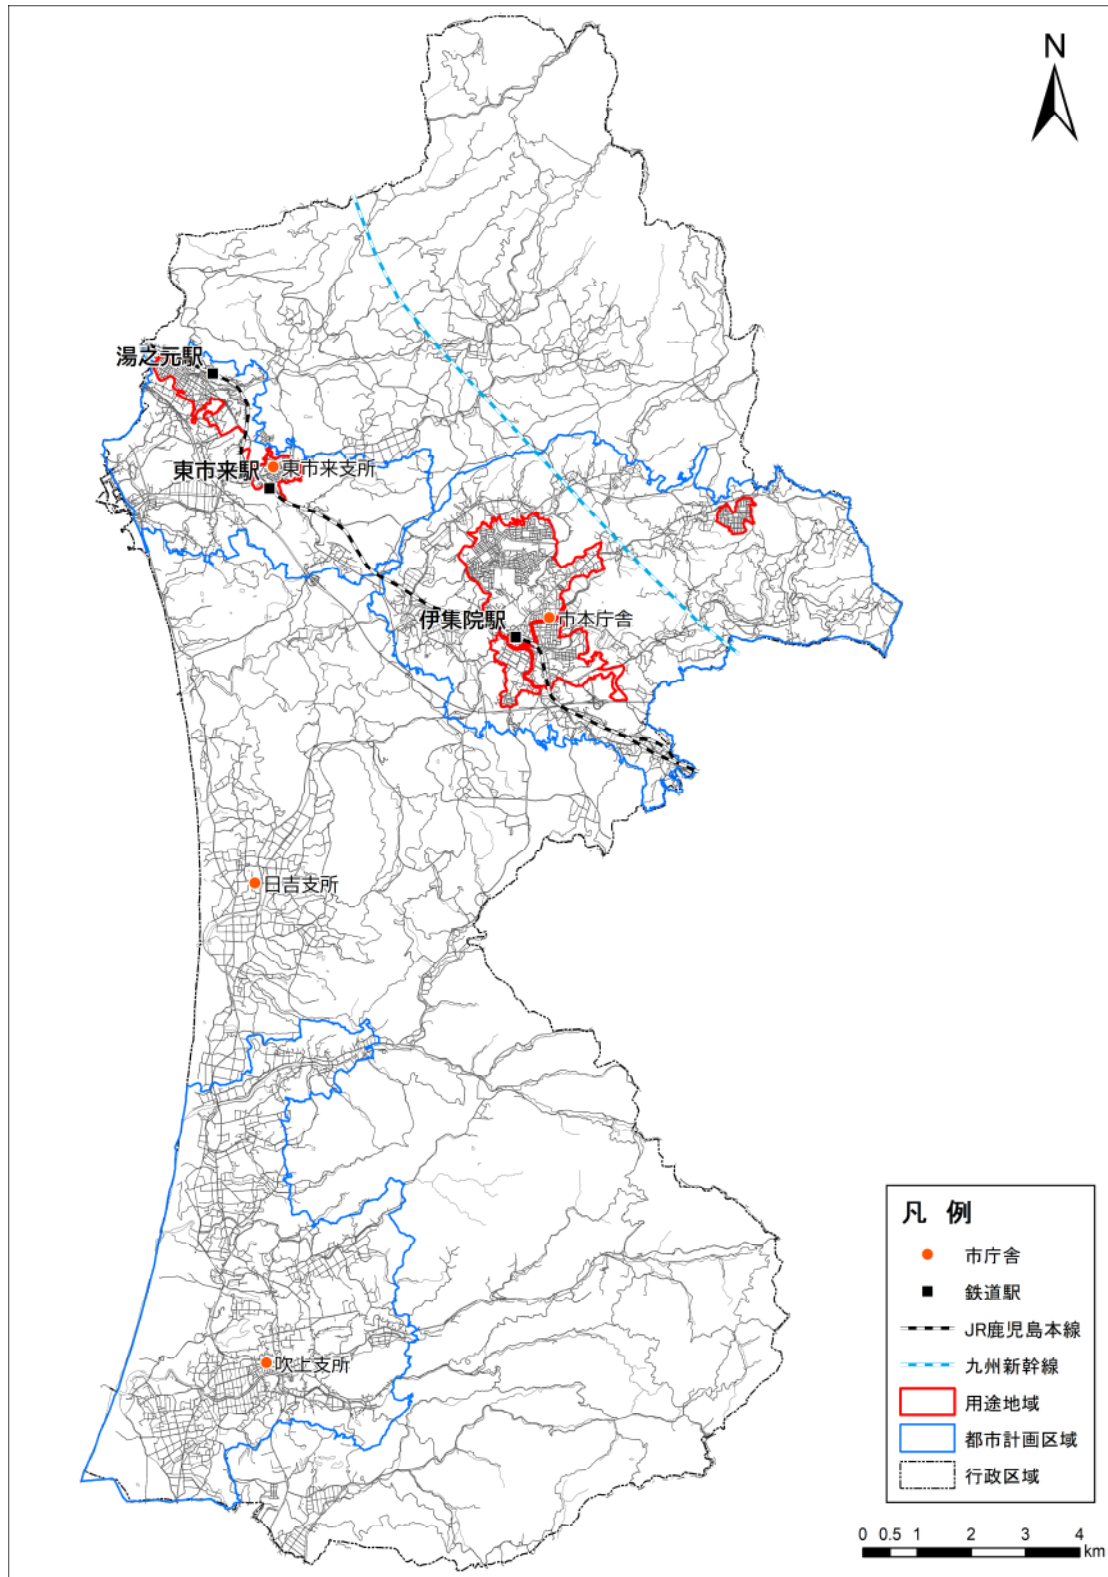 N
湯之元駅
東市来駅
東市来支所
伊集院駅
市本庁舎
日吉支所
吹上支所
凡 例
市庁舎
鉄道駅
JR鹿児島本線
九州新幹線
用途地域
都市計画区域
行政区域
0 0.5 1 2 3 4
km